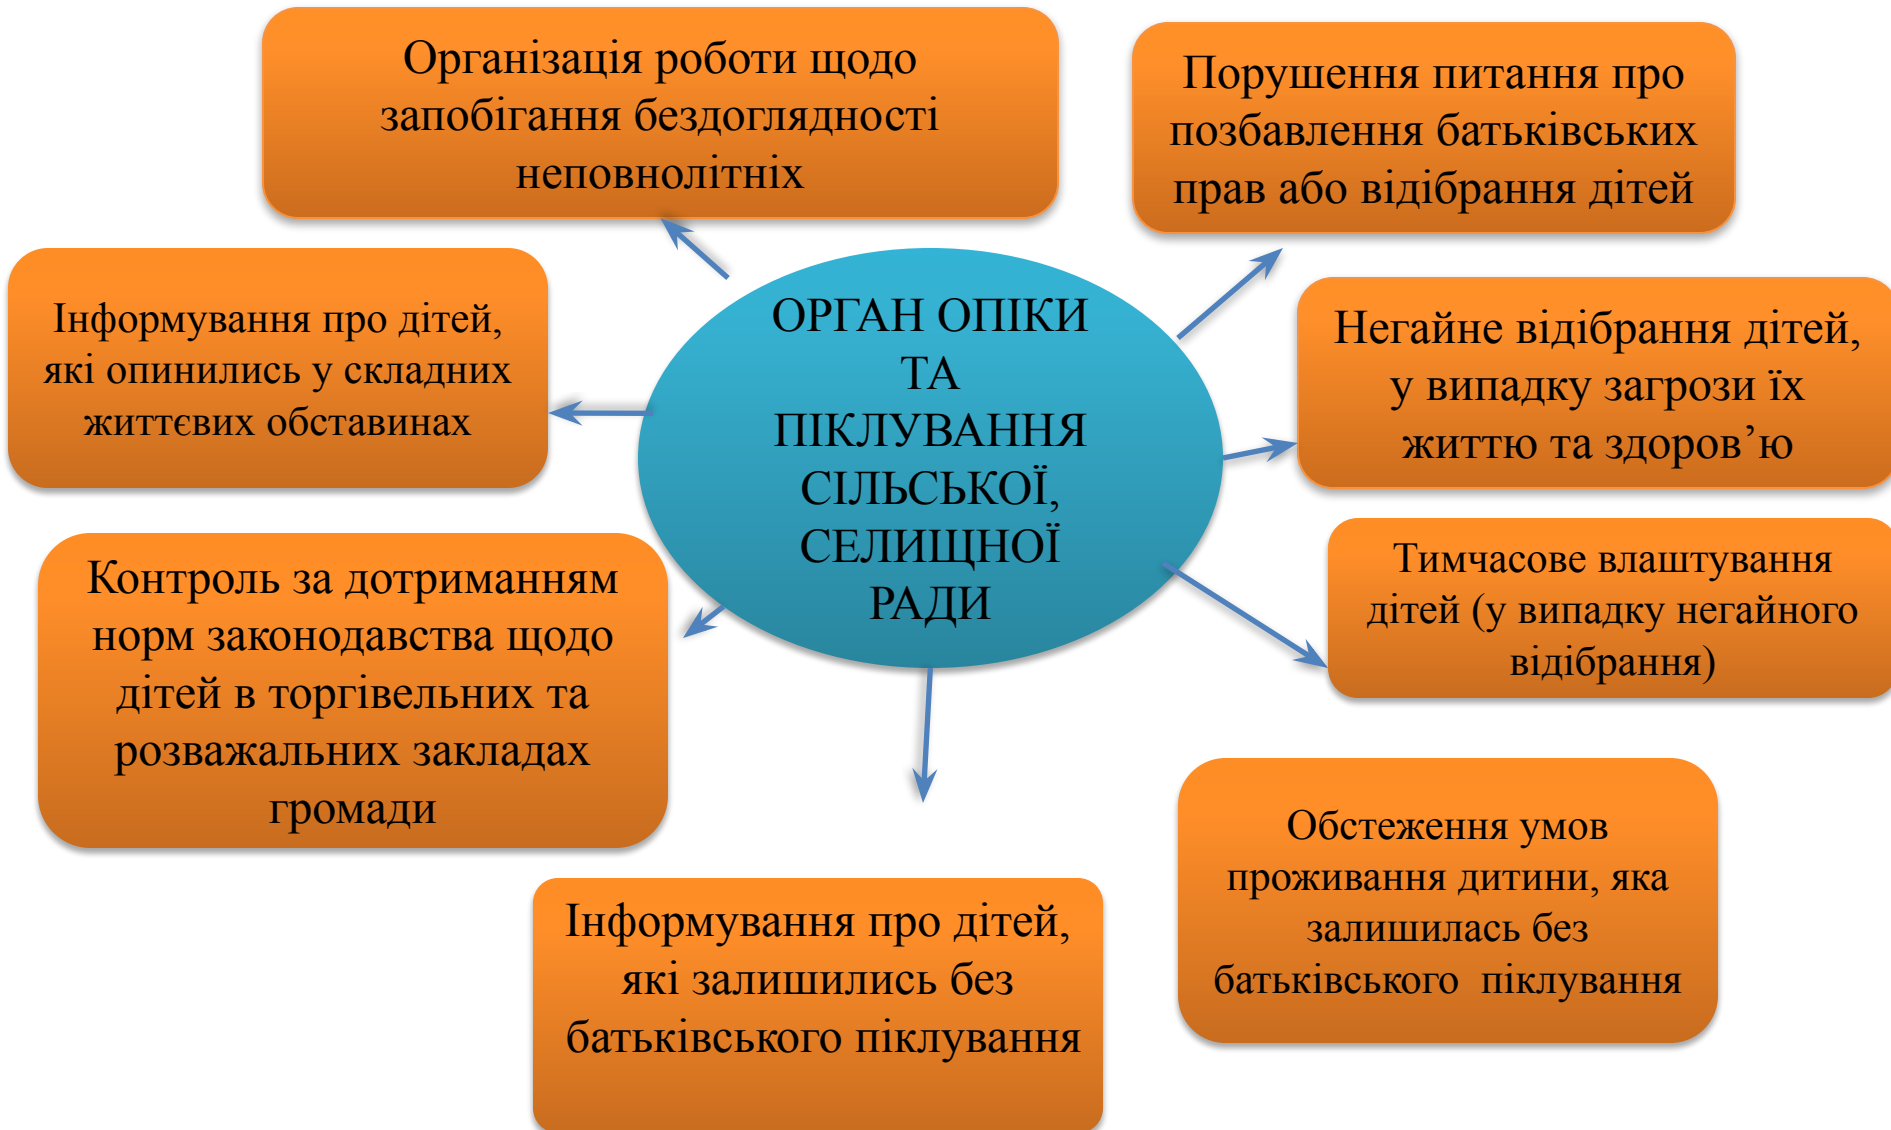 Організація роботи щодо
запобігання бездоглядності
неповнолітніх
Порушення питання про
позбавлення батьківських
прав або відібрання дітей
Інформування про дітей,
які опинились у складних
життєвих обставинах
ОРГАН ОПІКИ
ТА
ПІКЛУВАННЯ
СІЛЬСЬКОЇ,
СЕЛИЩНОЇ
РАДИ
Негайне відібрання дітей,
у випадку загрози їх
життю та здоров’ю
Контроль за дотриманням
норм законодавства щодо
дітей в торгівельних та
розважальних закладах
громади
Тимчасове влаштування
дітей (у випадку негайного
відібрання)
Обстеження умов
проживання дитини, яка
залишилась без
батьківського піклування
Інформування про дітей,
які залишились без
батьківського піклування